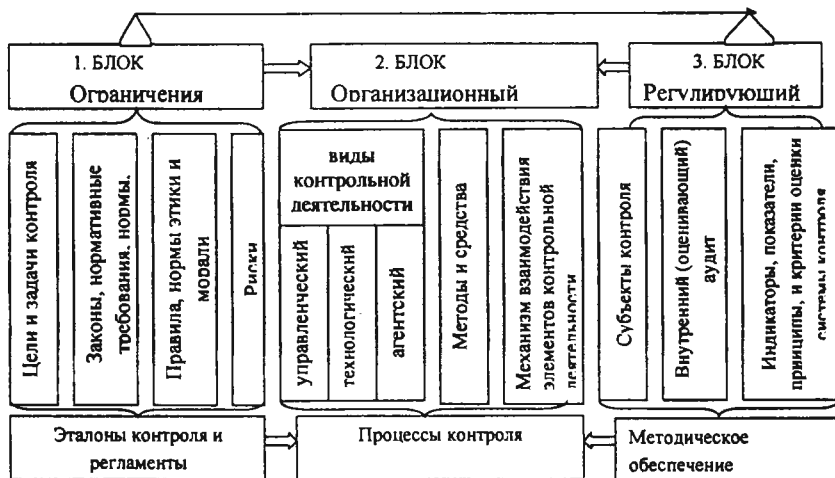 1. БЛОК
Ограничения
2. БЛОК
Организационный
3. БЛОК
Регулирующий
Цели и задачи контроля
Законы, нормативные
требования, нормы,
Правила, нормы этики и
морали
Риски
виды
контрольной
деятельности
управленческий
технологический
агентский
Методы и средства
Механизм взаимодействия
элементов контрольной
деятельности
Субъекты контроля
Внутренний (оценивающий)
аудит
Индикаторы, показатели,
принципы, и критерии оценки
системы контроля
Эталоны контроля и
регламенты
Процессы контроля
Методическое
обеспечение